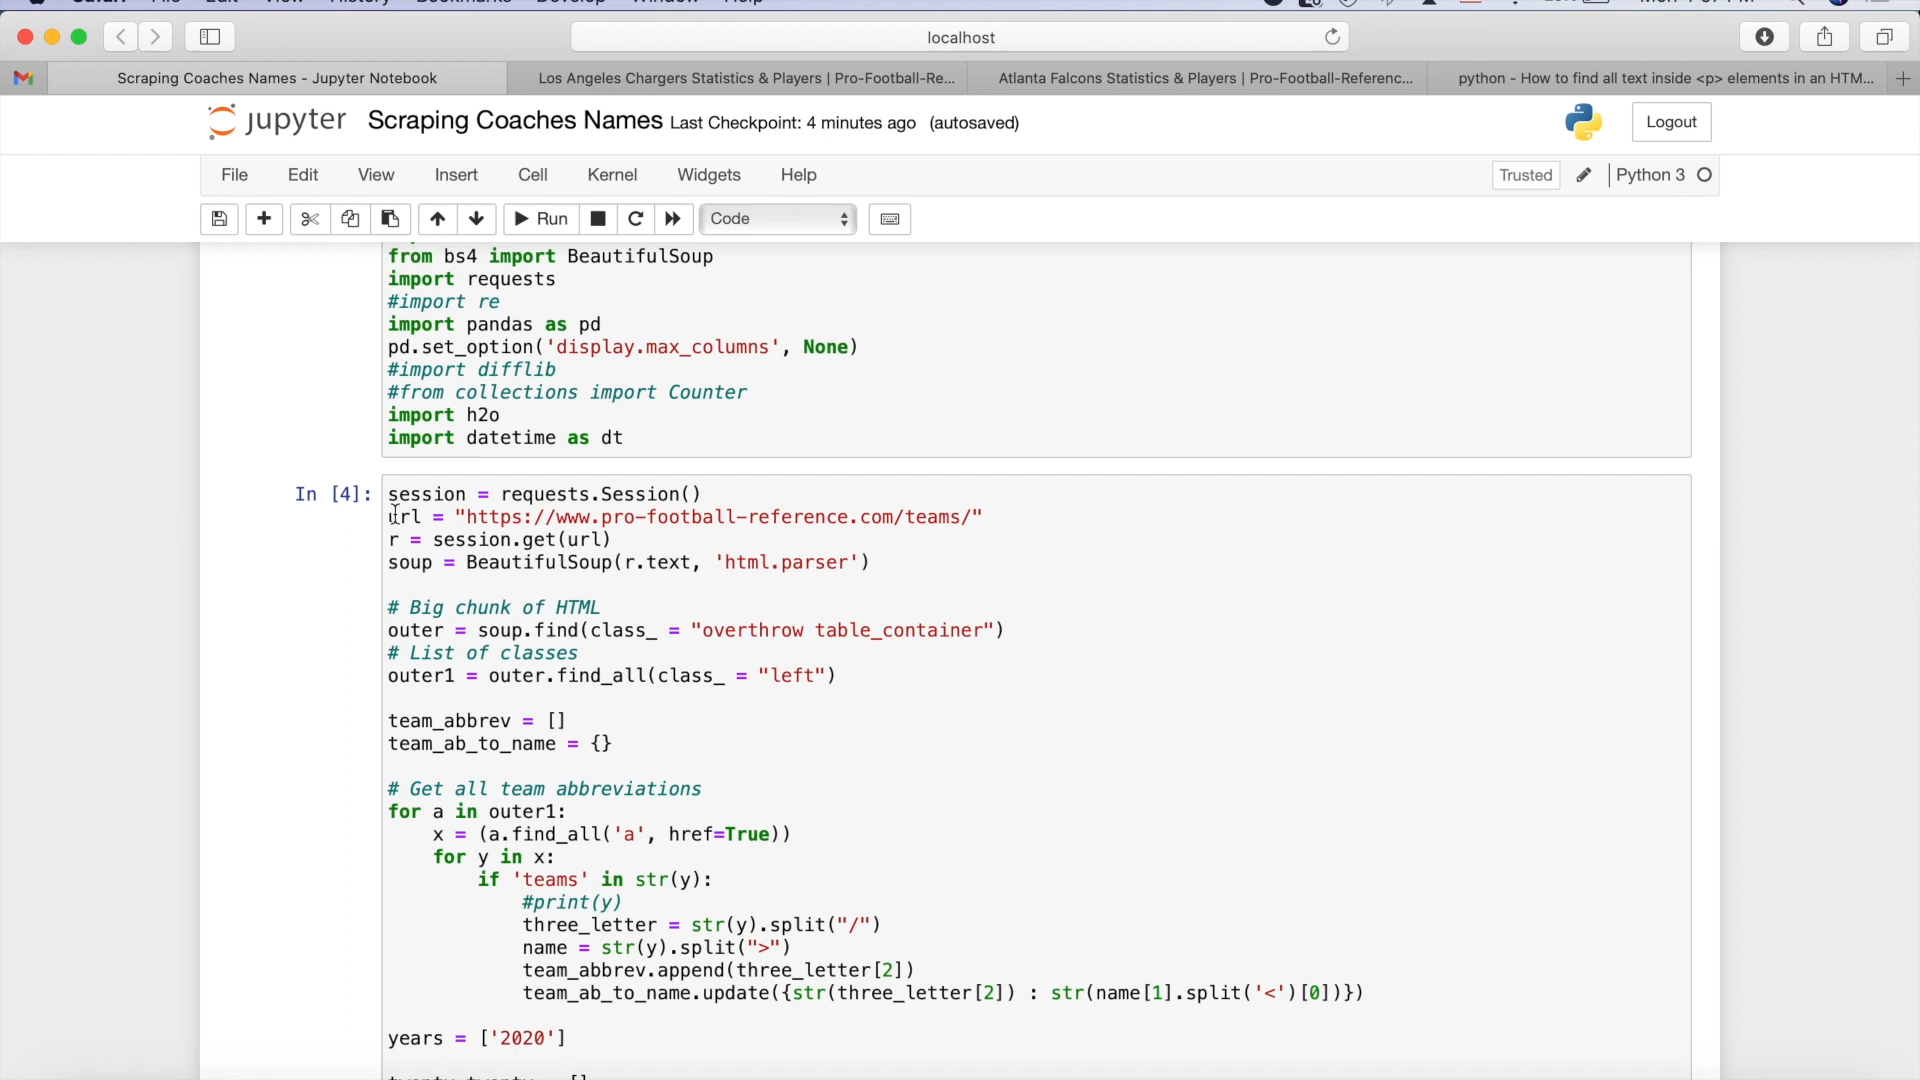 localhost
Scraping Coaches Names - Jupyter Notebook
Los Angeles Chargers Statistics & Players | Pro-Football-Re...
Atlanta Falcons Statistics & Players | Pro-Football-Referenc...
python - How to find all text inside <p> elements in an HTM...
jupyter Scraping Coaches Names Last Checkpoint: 4 minutes ago (autosaved)
Logout
File Edit View Insert Cell Kernel Widgets Help
Trusted Python 3
Run Code
from bs4 import BeautifulSoup
import requests
#import re
import pandas as pd
pd.set_option('display.max_columns', None)
#import difflib
#from collections import Counter
import h2o
import datetime as dt
In [4]: session = requests.Session()
url = "https://www.pro-football-reference.com/teams/"
r = session.get(url)
soup = BeautifulSoup(r.text, 'html.parser')
# Big chunk of HTML
outer = soup.find(class_ = "overthrow table_container")
# List of classes
outer1 = outer.find_all(class_ = "left")
team_abbrev = []
team_ab_to_name = {}
# Get all team abbreviations
for a in outer1:
x = (a.find_all('a', href=True))
for y in x:
if 'teams' in str(y):
#print(y)
three_letter = str(y).split("/")
name = str(y).split(">")
team_abbrev.append(three_letter[2])
team_ab_to_name.update({str(three_letter[2]) : str(name[1].split('<')[0])})
years = ['2020']